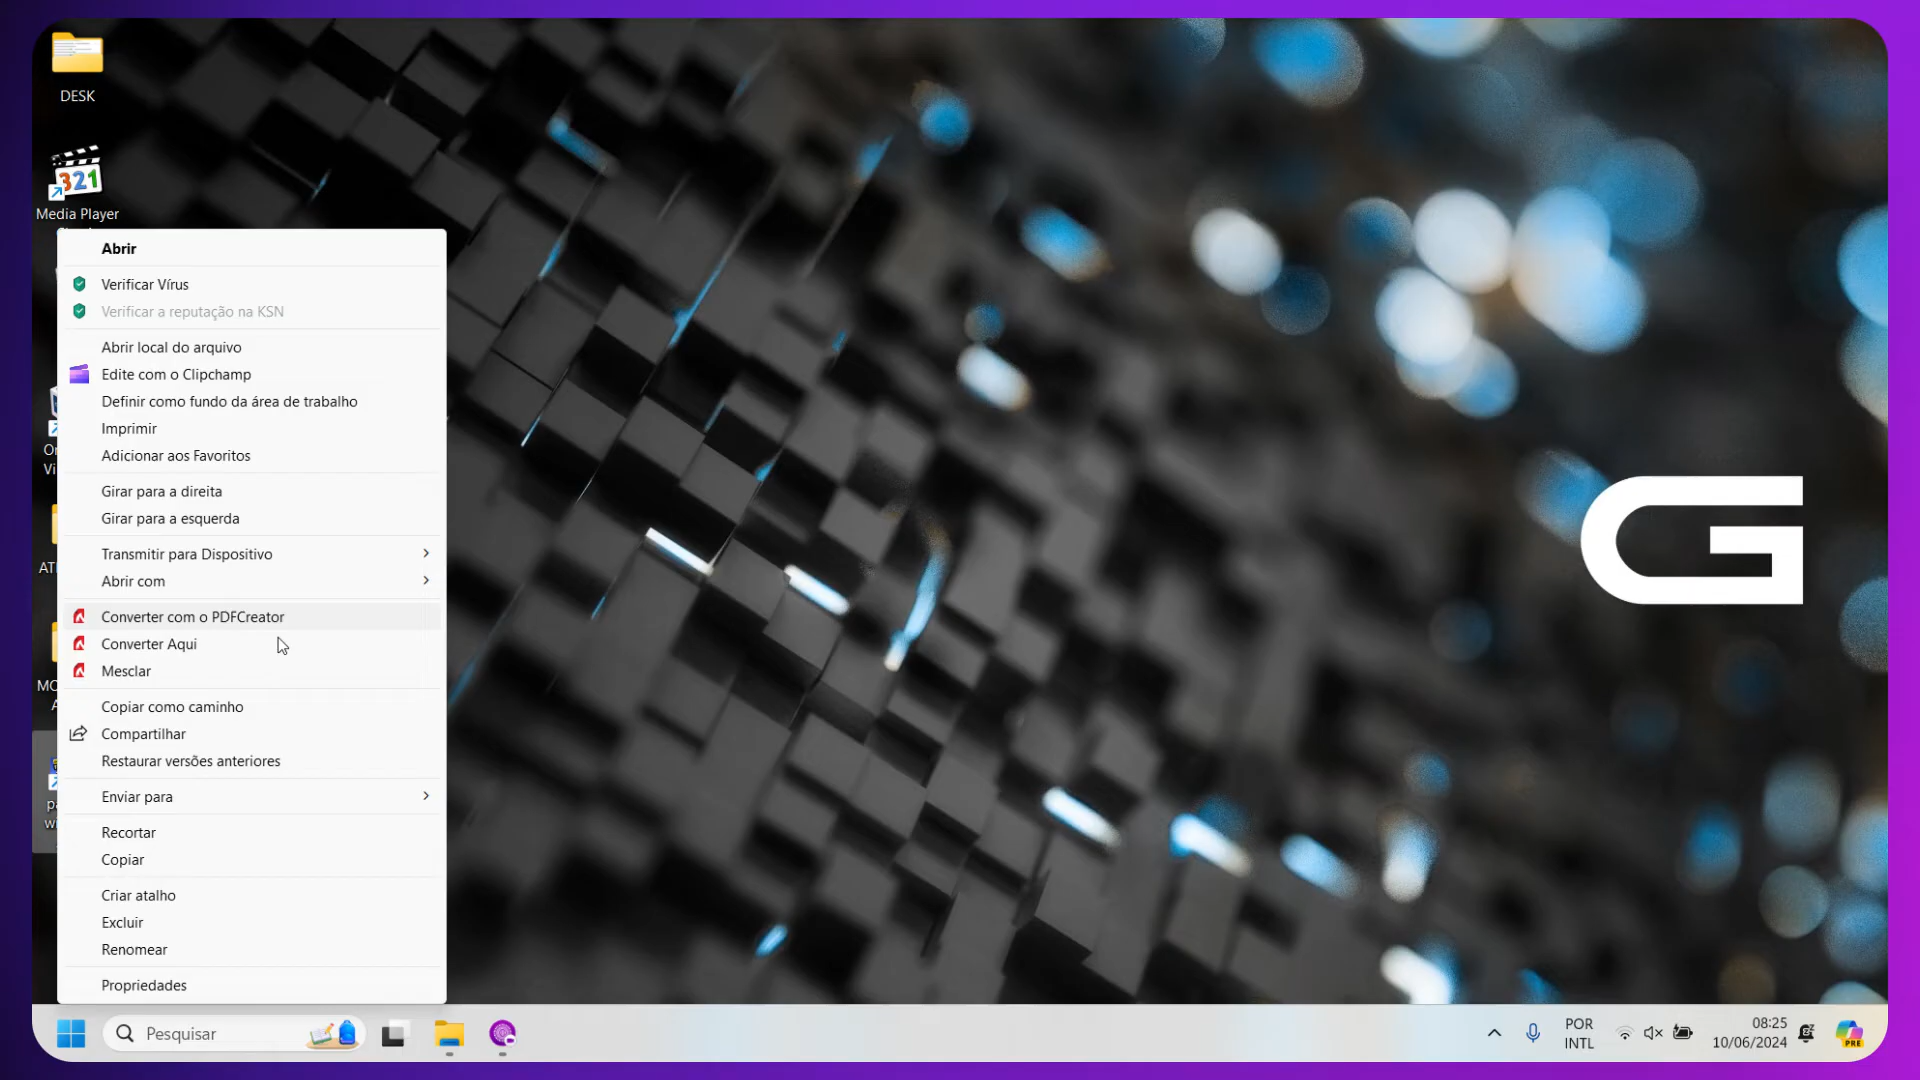 DESK
321
Media Player
Abrir
Verificar Vírus
Verificar a reputação na KSN
Abrir local do arquivo
Edite com o Clipchamp
Definir como fundo da área de trabalho
Imprimir
Adicionar aos Favoritos
Girar para a direita
Girar para a esquerda
Transmitir para Dispositivo
Abrir com
Converter com o PDFCreator
Converter Aqui
Mesclar
Copiar como caminho
Compartilhar
Restaurar versões anteriores
Enviar para
Recortar
Copiar
Criar atalho
Excluir
Renomear
Propriedades
G
Pesquisar
POR
INTL
08:25
10/06/2024
PRE